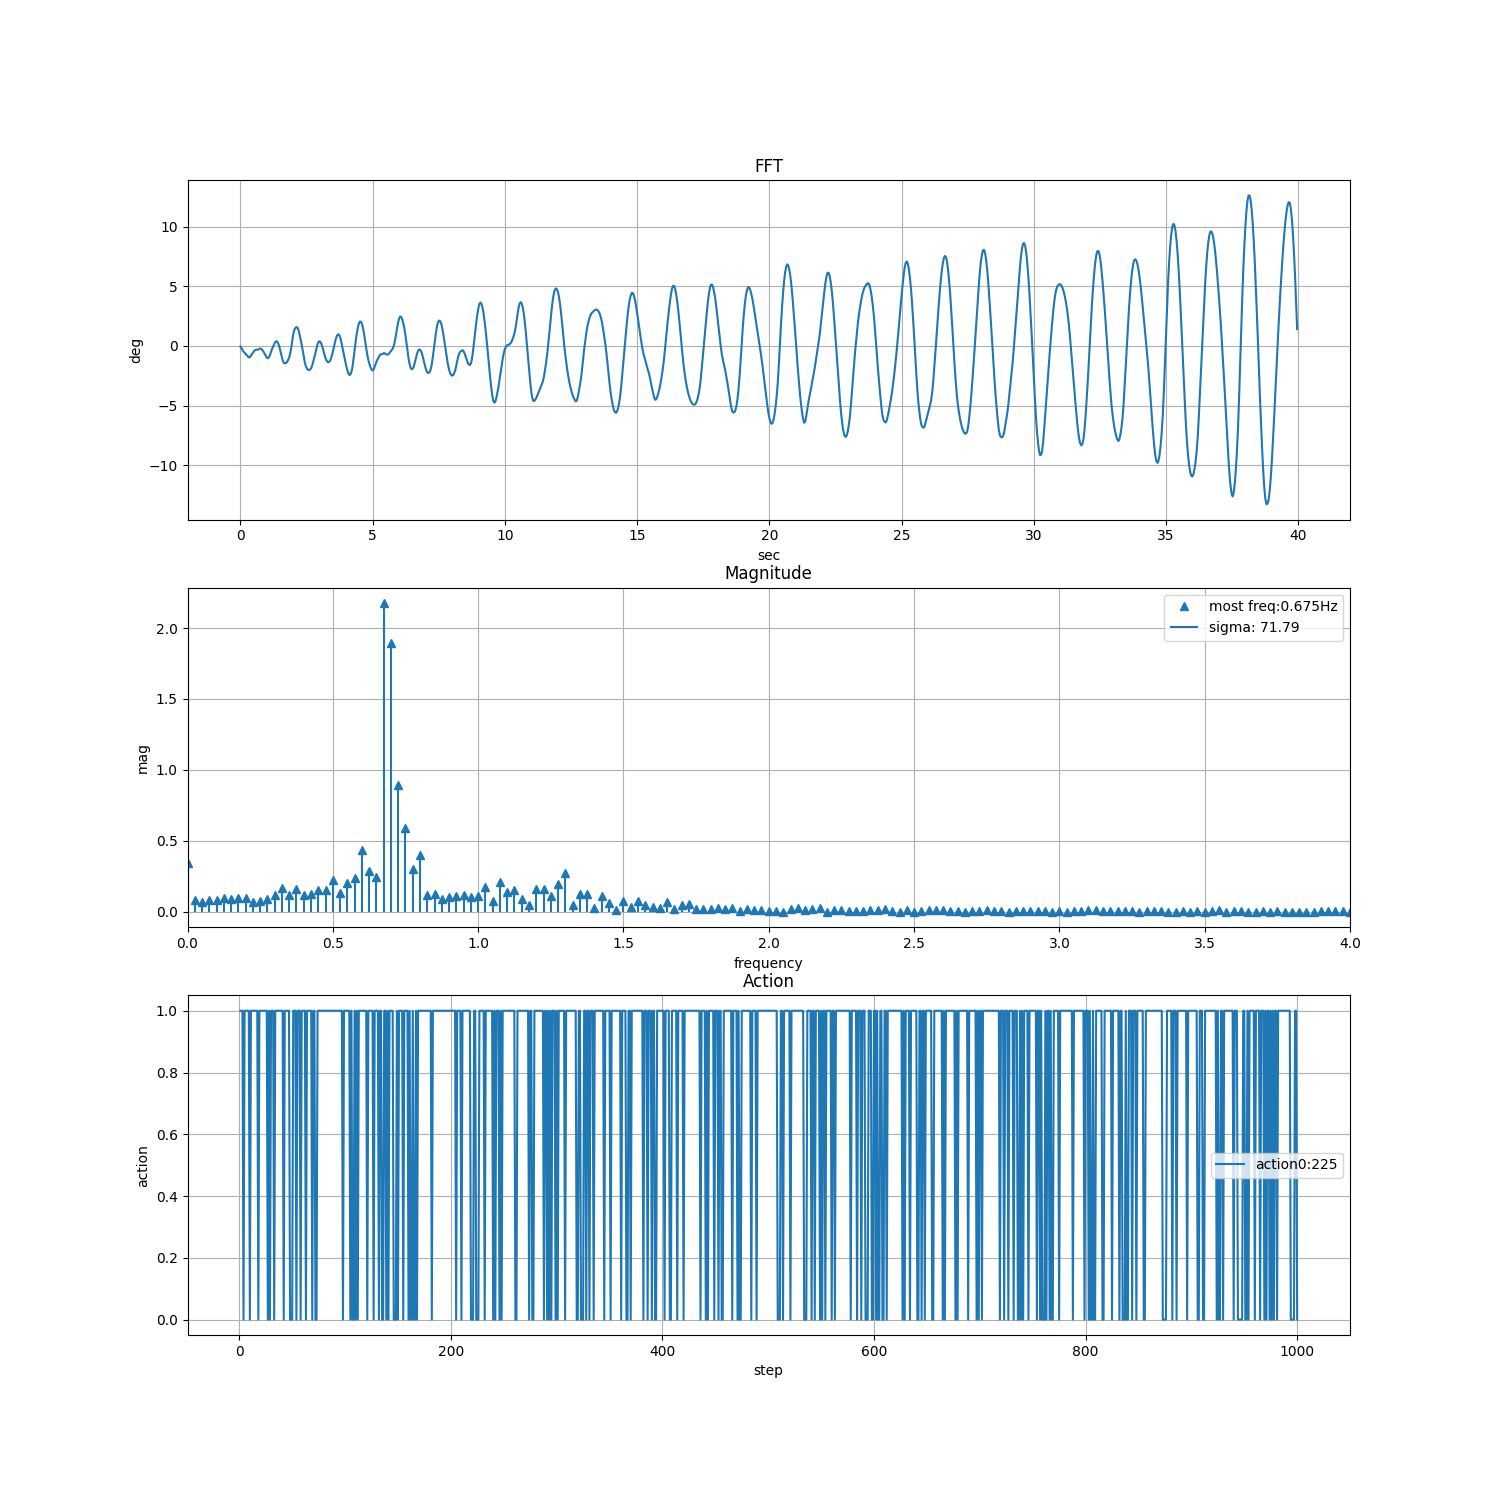 FFT
10
5
0
−5
−10
deg
0 5 10 15 20 25 30 35 40
sec
Magnitude
2.0
1.5
1.0
0.5
0.0
mag
most freq:0.675Hz
sigma: 71.79
0.0 0.5 1.0 1.5 2.0 2.5 3.0 3.5 4.0
frequency
Action
1.0
0.8
0.6
0.4
0.2
0.0
action
action0:225
0 200 400 600 800 1000
step